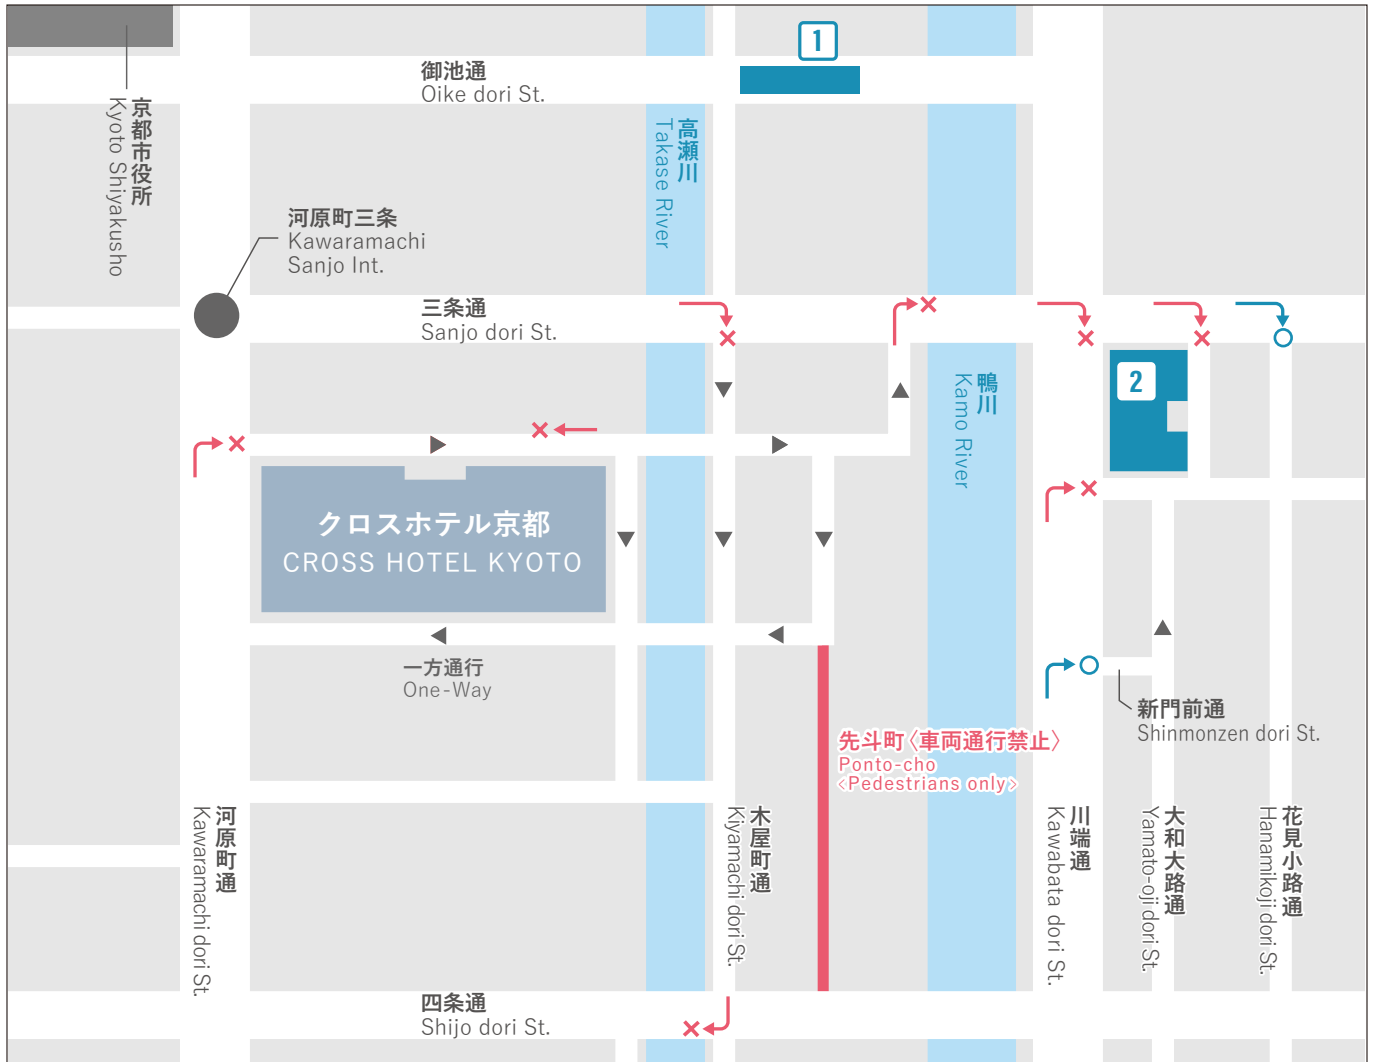 1
御池通
Oike dori St.
京都市役所
Kyoto Shiyakusho
高瀬川
Takase River
河原町三条
Kawaramachi
Sanjo Int.
三条通
Sanjo dori St.
鴨川
Kamo River
2
クロスホテル京都
CROSS HOTEL KYOTO
一方通行
One-Way
新門前通
Shinmonzen dori St.
先斗町〈車両通行禁止〉
Ponto-cho
<Pedestrians only>
河原町通
Kawaramachi dori St.
木屋町通
Kiyamachi dori St.
川端通
Kawabata dori St.
大和大路通
Yamato-oji dori St.
花見小路通
Hanamikoji dori St.
四条通
Shijo dori St.